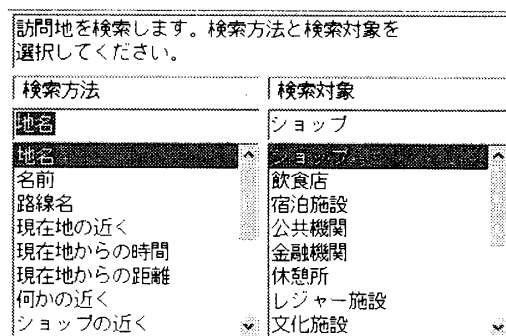 訪問地を検索します。検索方法と検索対象を
選択してください。
検索方法
地名
地名
名前
路線名
現在地の近く
現在地からの時間
現在地からの距離
何かの近く
ショップの近く
検索対象
ショップ
ショップ
飲食店
宿泊施設
公共機関
金融機関
休憩所
レジャー施設
文化施設